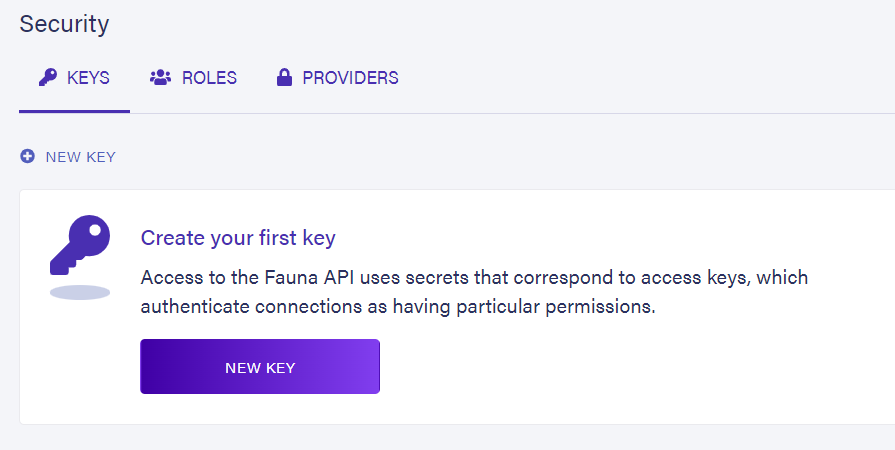 Security
KEYS ROLES PROVIDERS
NEW KEY
Create your first key
Access to the Fauna API uses secrets that correspond to access keys, which
authenticate connections as having particular permissions.
NEW KEY